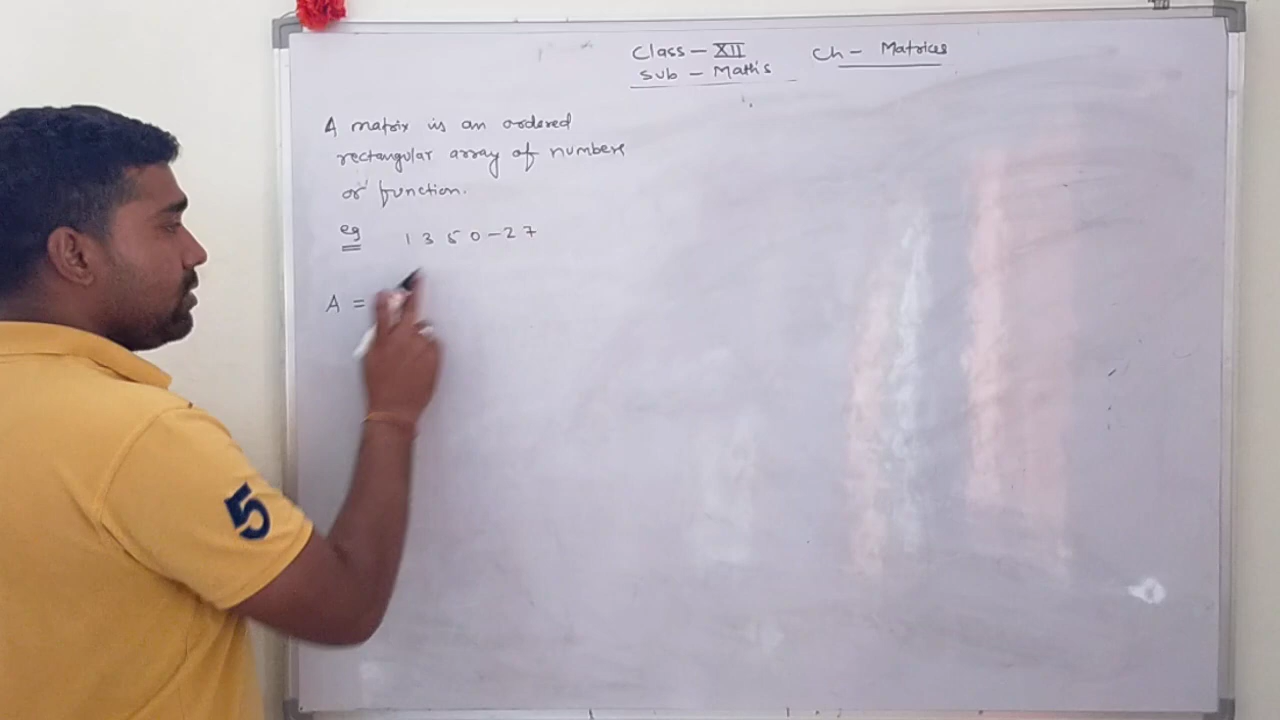 Class - XII Ch - Matrices
Sub - Maths
A matrix is an ordered
rectangular array of numbers
or function.
eg 1 3 5 0 -2 7
A =
5